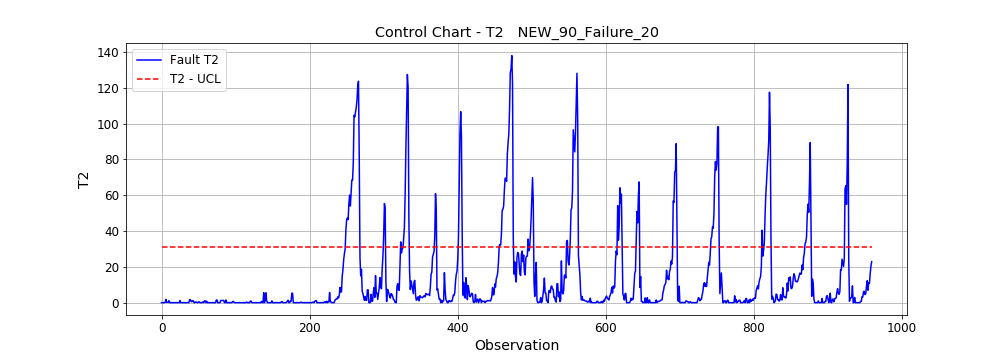 Control Chart - T2   NEW_90_Failure_20
Fault T2
T2 - UCL
140
120
100
80
60
40
20
0
T2
0 200 400 600 800 1000
Observation